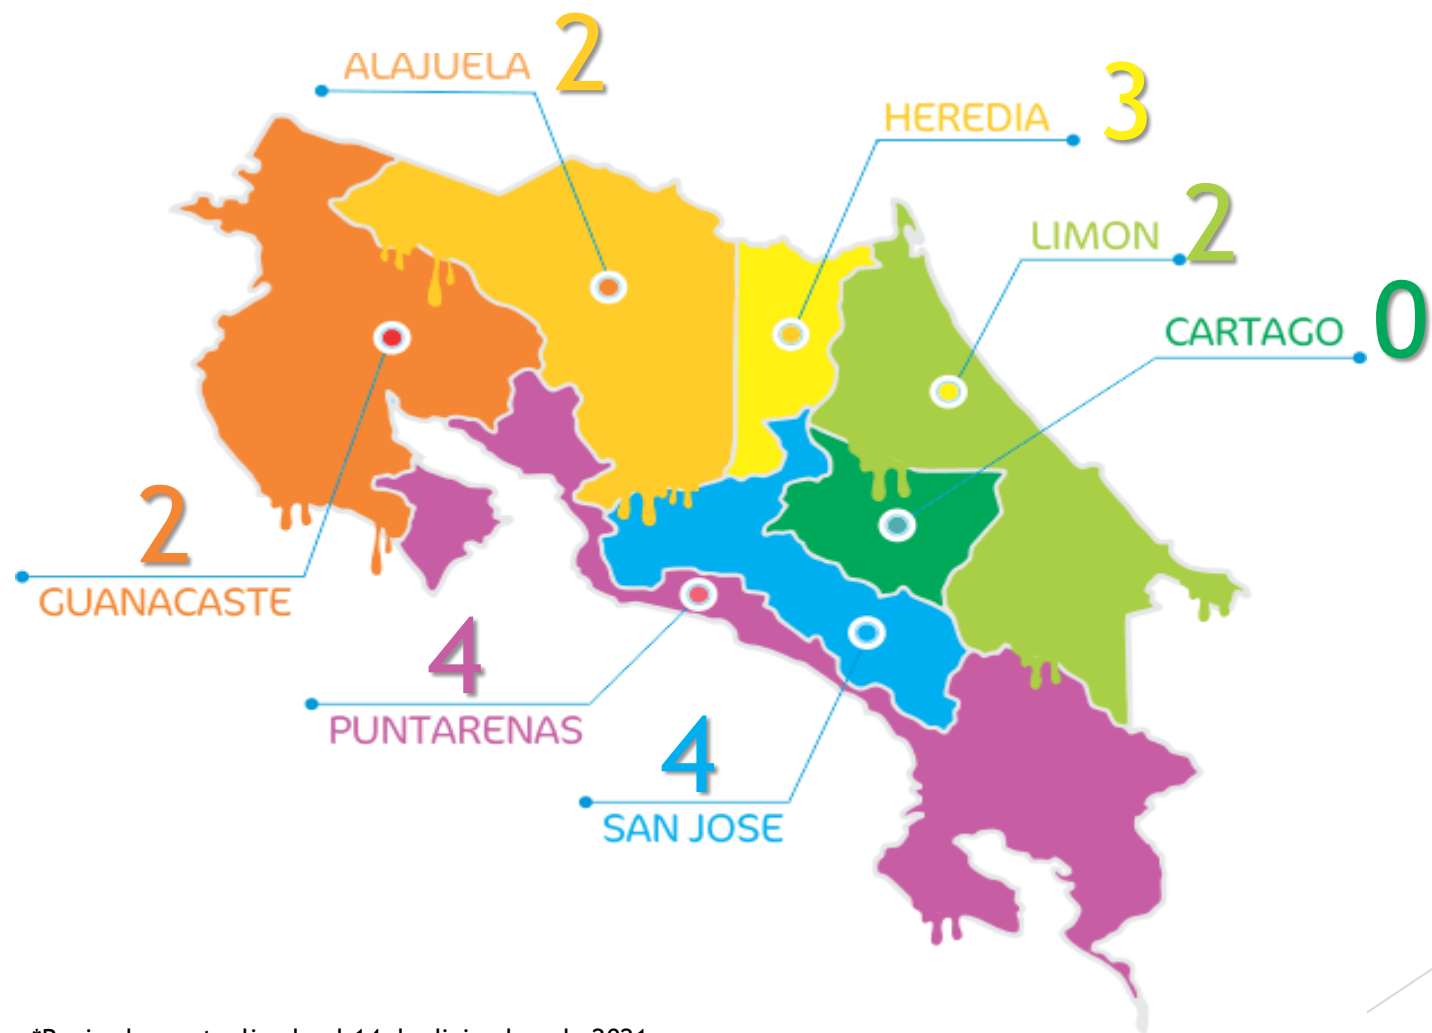 ALAJUELA 2
HEREDIA 3
LIMON 2
CARTAGO 0
2
GUANACASTE
4
PUNTARENAS
4
SAN JOSE